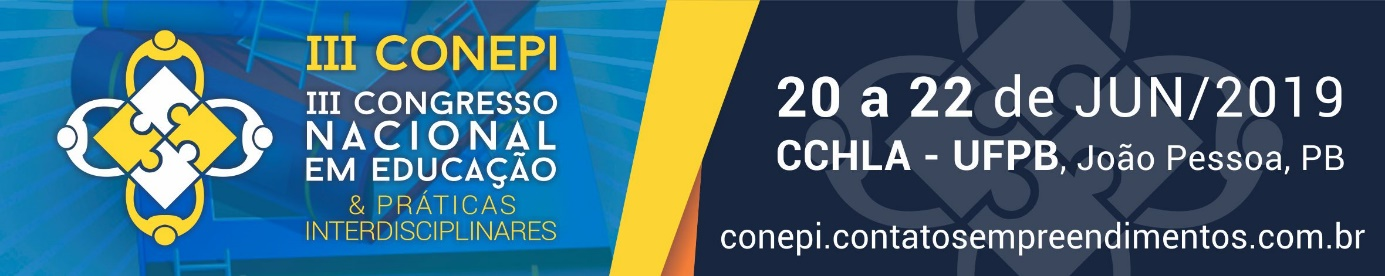 III CONEPI
III CONGRESSO
NACIONAL
EM EDUCAÇÃO
& PRÁTICAS
INTERDISCIPLINARES
20 a 22 de JUN/2019
CCHLA - UFPB, João Pessoa, PB
conepi.contatosempreendimentos.com.br